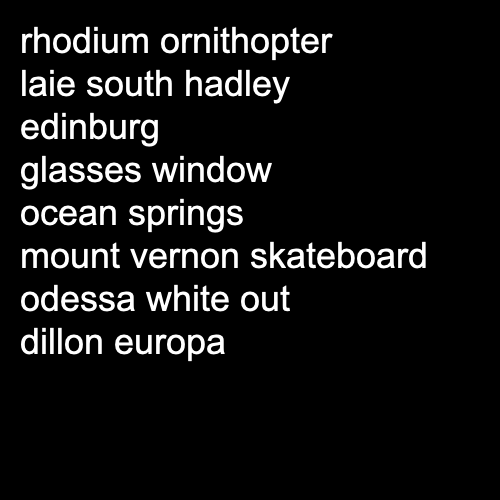 rhodium ornithopter
laie south hadley
edinburg
glasses window
ocean springs
mount vernon skateboard
odessa white out
dillon europa